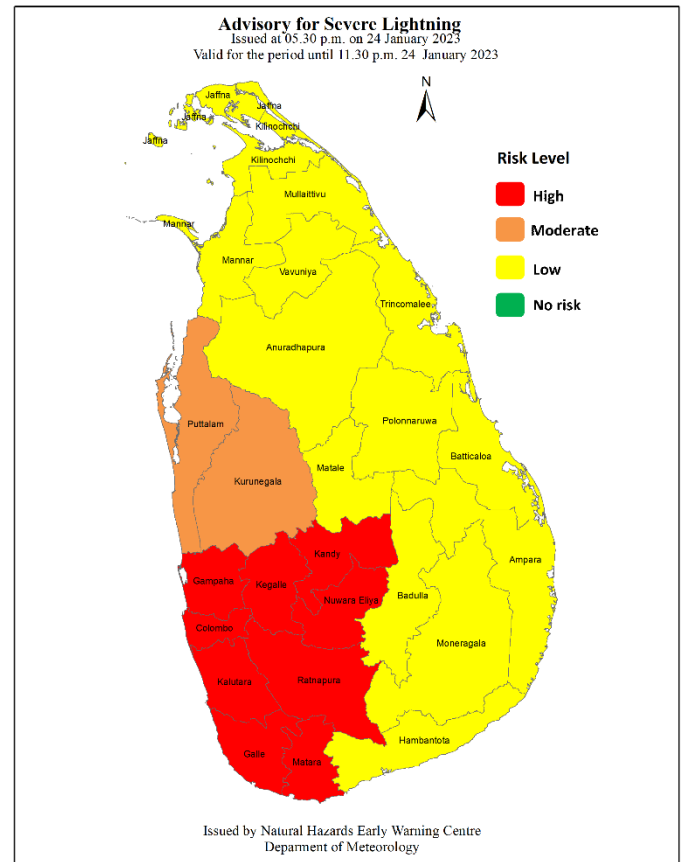 Advisory for Severe Lightning
Issued at 05.30 p.m. on 24 January 2023
Valid for the period until 11.30 p.m. 24 January 2023
N
Jaffna
Jaffna
Jaffna
Kilinochchi
Jaffna
Kilinochchi
Risk Level
High
Mullaittivu
Moderate
Mannar
Mannar
Vavuniya
Low
Trincomalee
No risk
Anuradhapura
Puttalam
Polonnaruwa
Kurunegala
Matale
Batticaloa
Kandy
Ampara
Gampaha
Kegalle
Nuwara Eliya
Badulla
Colombo
Moneragala
Kalutara
Ratnapura
Hambantota
Galle
Matara
Issued by Natural Hazards Early Warning Centre
Deparment of Meteorology